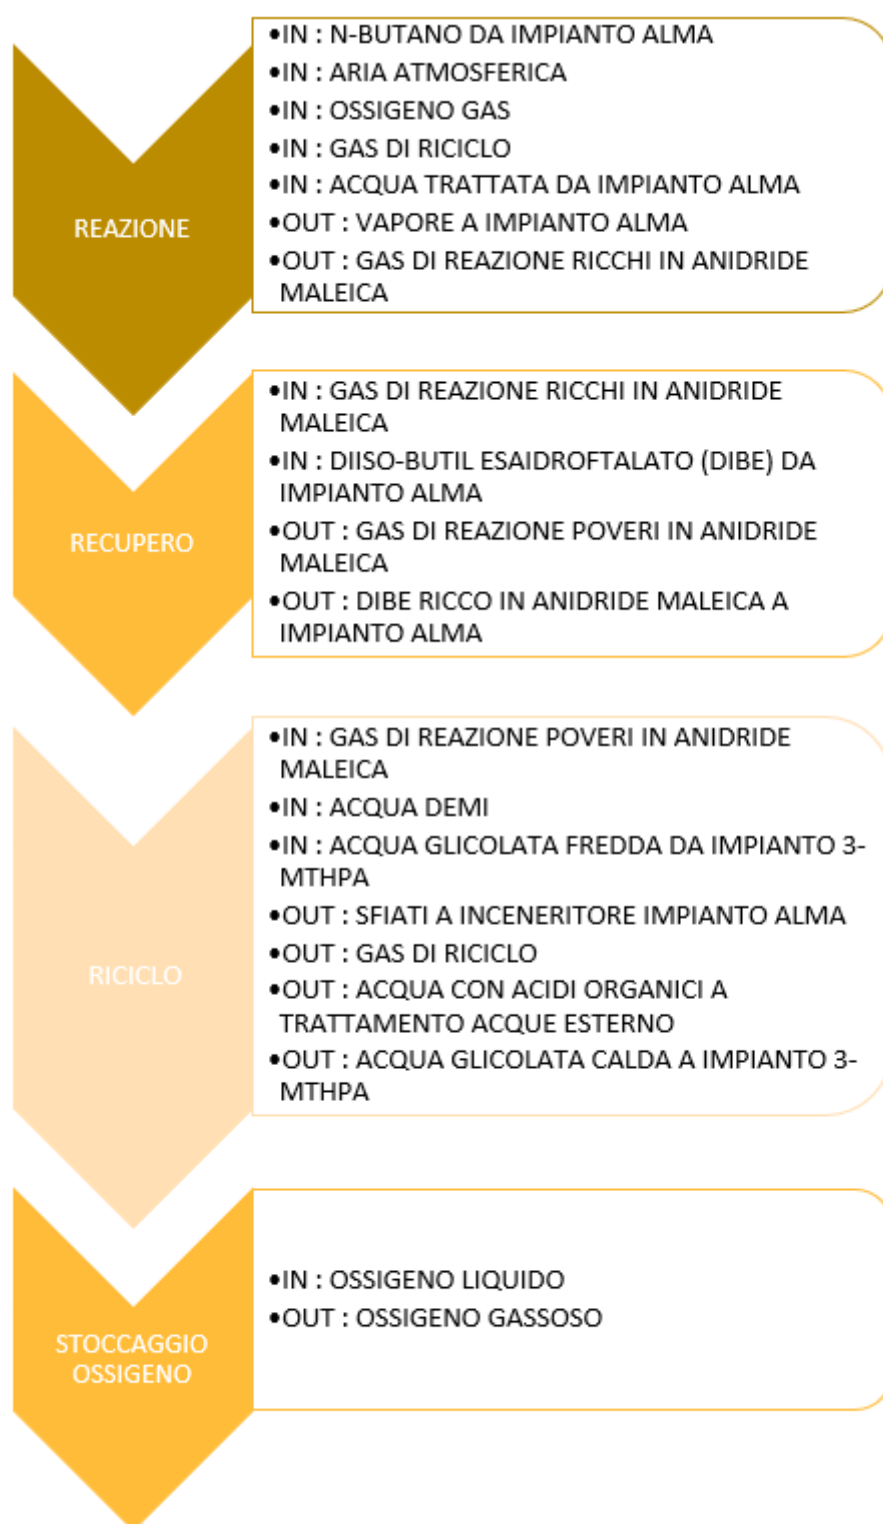 REAZIONE
•IN : N-BUTANO DA IMPIANTO ALMA
•IN : ARIA ATMOSFERICA
•IN : OSSIGENO GAS
•IN : GAS DI RICICLO
•IN : ACQUA TRATTATA DA IMPIANTO ALMA
•OUT : VAPORE A IMPIANTO ALMA
•OUT : GAS DI REAZIONE RICCHI IN ANIDRIDE
MALEICA
RECUPERO
•IN : GAS DI REAZIONE RICCHI IN ANIDRIDE
MALEICA
•IN : DIISO-BUTIL ESAIDROFTALATO (DIBE) DA
IMPIANTO ALMA
•OUT : GAS DI REAZIONE POVERI IN ANIDRIDE
MALEICA
•OUT : DIBE RICCO IN ANIDRIDE MALEICA A
IMPIANTO ALMA
RICICLO
•IN : GAS DI REAZIONE POVERI IN ANIDRIDE
MALEICA
•IN : ACQUA DEMI
•IN : ACQUA GLICOLATA FREDDA DA IMPIANTO 3-
MTHPA
•OUT : SFIATI A INCENERITORE IMPIANTO ALMA
•OUT : GAS DI RICICLO
•OUT : ACQUA CON ACIDI ORGANICI A
TRATTAMENTO ACQUE ESTERNO
•OUT : ACQUA GLICOLATA CALDA A IMPIANTO 3-
MTHPA
STOCCAGGIO
OSSIGENO
•IN : OSSIGENO LIQUIDO
•OUT : OSSIGENO GASSOSO